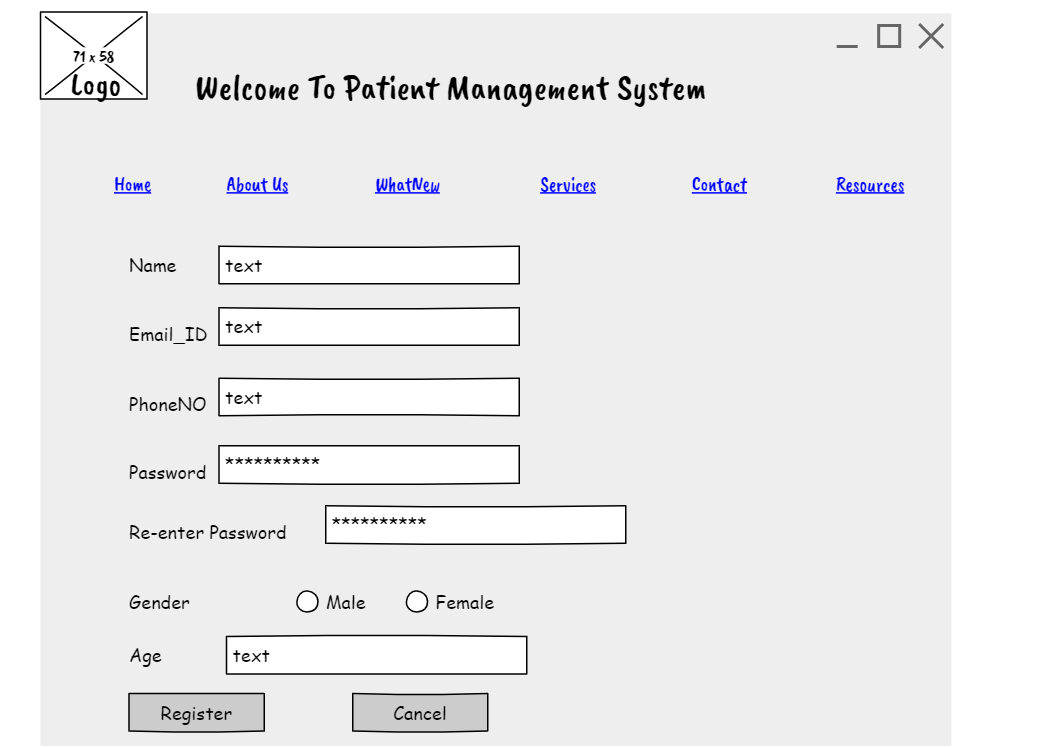 71 x 58
Logo
Welcome To Patient Management System
Home About Us WhatNew Services Contact Resources
Name text
Email_ID text
PhoneNO text
Password **********
Re-enter Password **********
Gender Male Female
Age text
Register Cancel